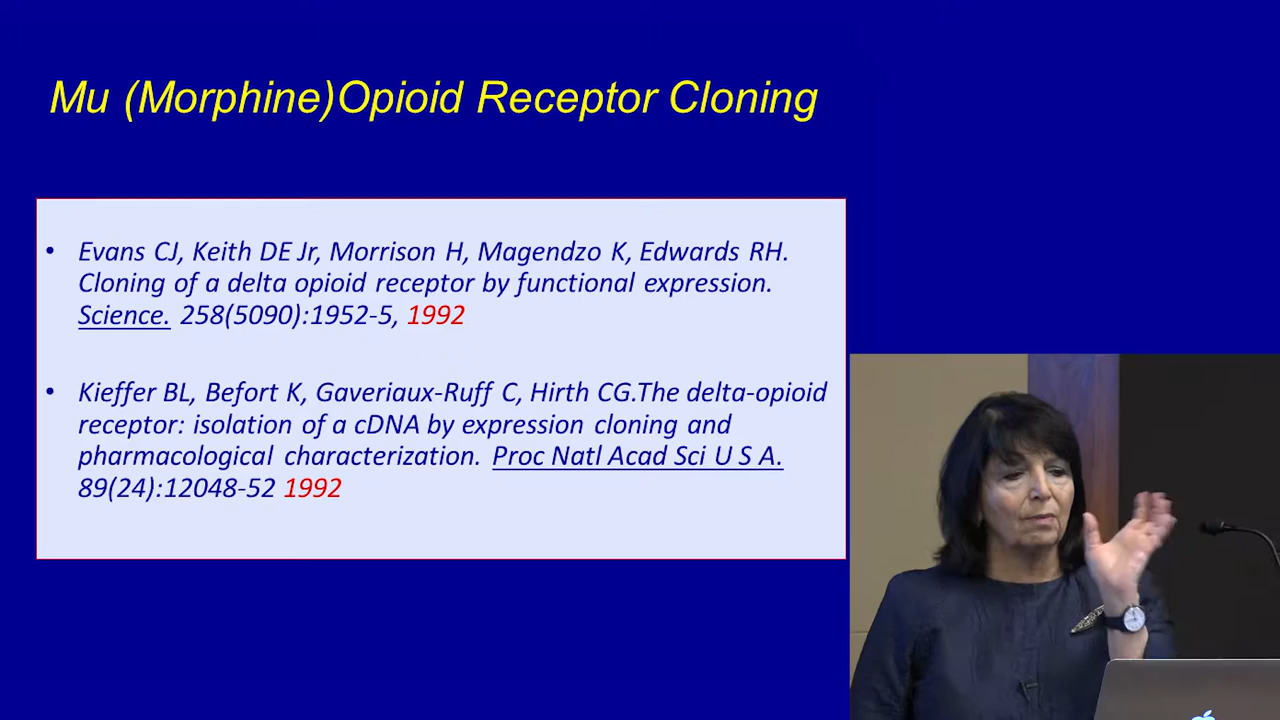 Mu (Morphine)Opioid Receptor Cloning
• Evans CJ, Keith DE Jr, Morrison H, Magendzo K, Edwards RH.
Cloning of a delta opioid receptor by functional expression.
Science. 258(5090):1952-5, 1992
• Kieffer BL, Befort K, Gaveriaux-Ruff C, Hirth CG.The delta-opioid
receptor: isolation of a cDNA by expression cloning and
pharmacological characterization. Proc Natl Acad Sci U S A.
89(24):12048-52 1992